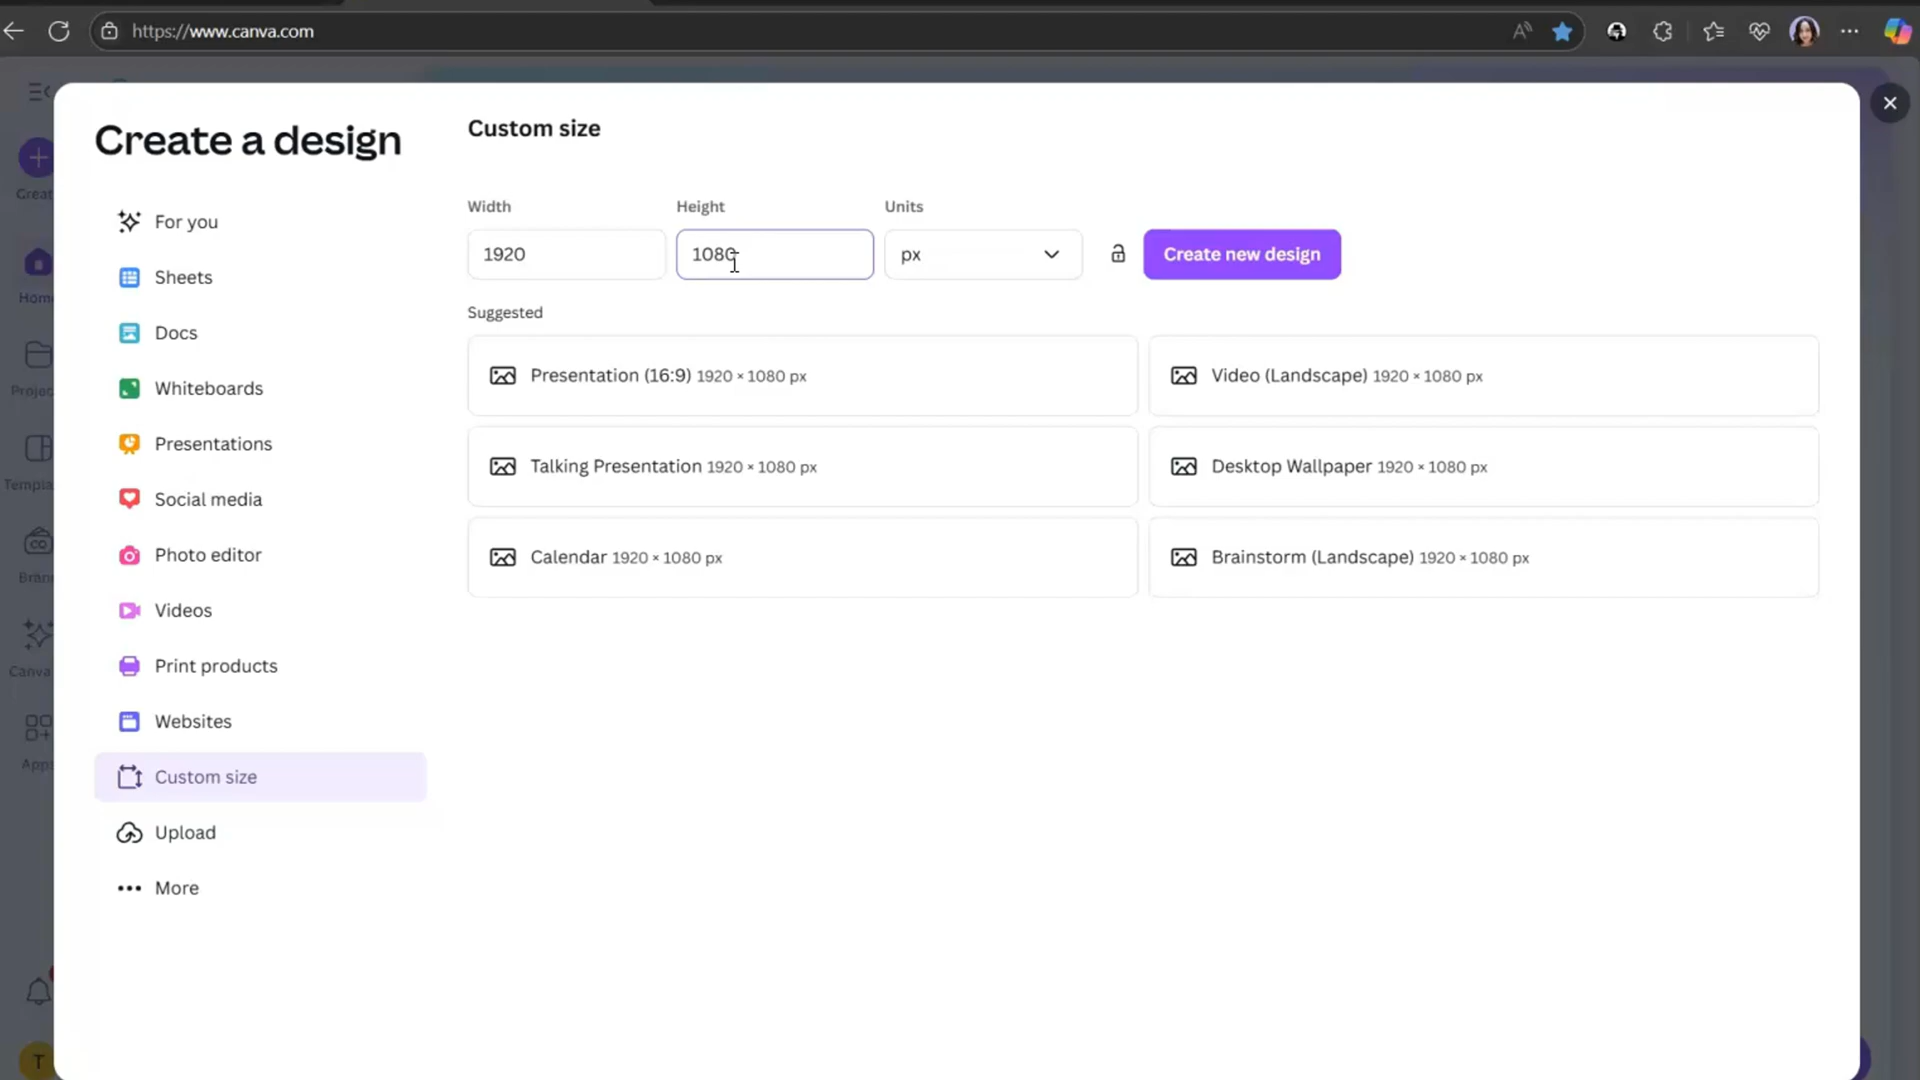 https://www.canva.com
Create a design
For you
Sheets
Docs
Whiteboards
Presentations
Social media
Photo editor
Videos
Print products
Websites
Custom size
Upload
More
Custom size
Width Height Units
1920 1080 px Create new design
Suggested
Presentation (16:9) 1920 × 1080 px
Video (Landscape) 1920 × 1080 px
Talking Presentation 1920 × 1080 px
Desktop Wallpaper 1920 × 1080 px
Calendar 1920 × 1080 px
Brainstorm (Landscape) 1920 × 1080 px
Home
Canva
Apps
T